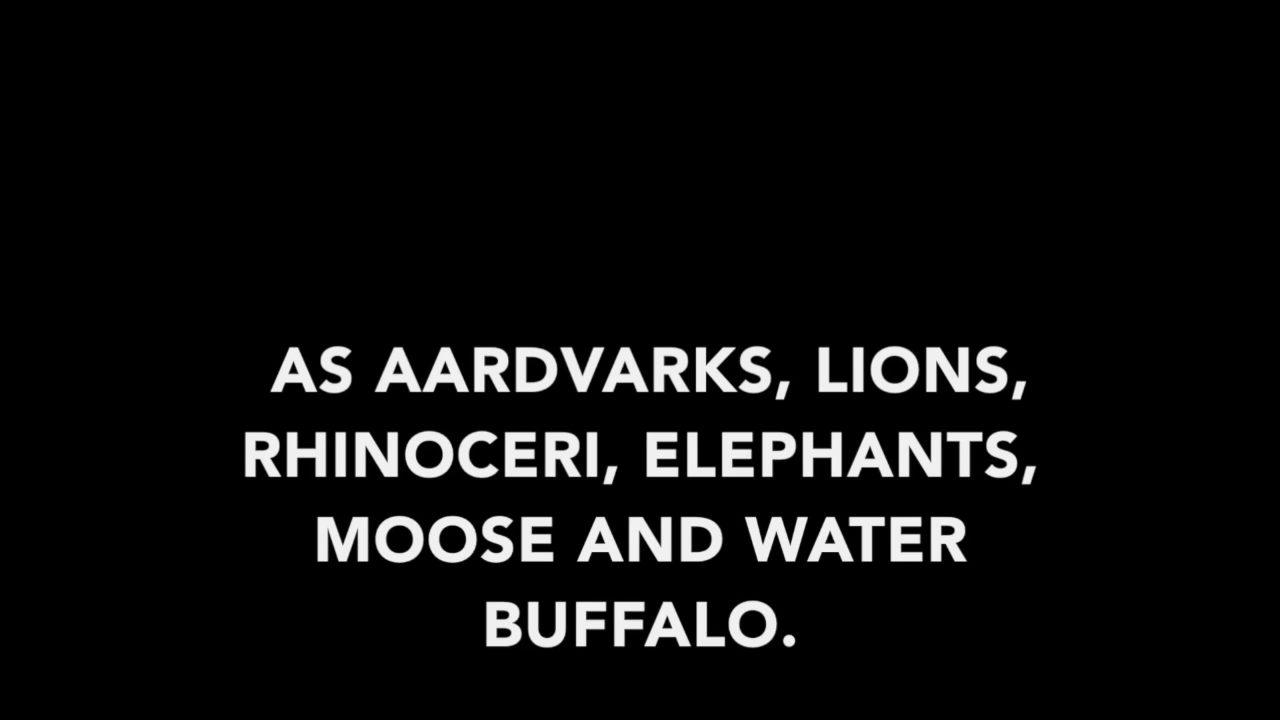 AS AARDVARKS, LIONS,
RHINOCERI, ELEPHANTS,
MOOSE AND WATER
BUFFALO.